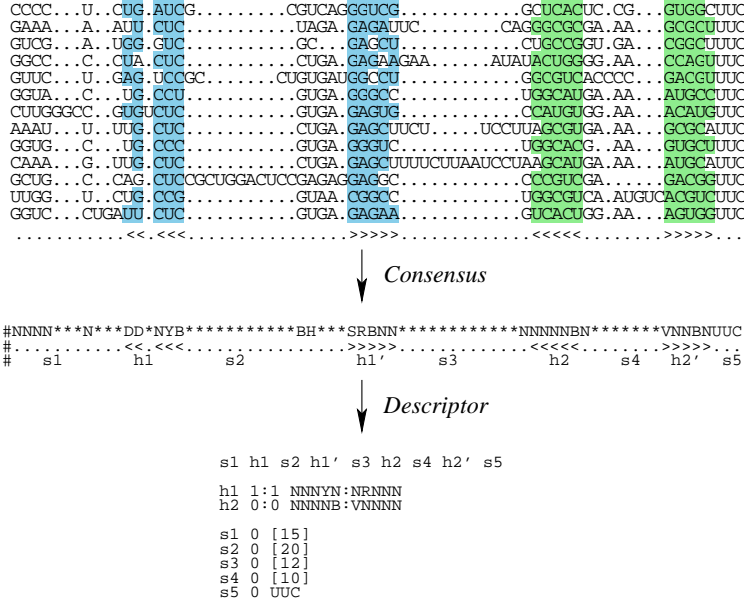 CCCC...U..CUG.AUCG..........CGUCAGGGUCG..............GCUCACUC.CG...GUGGCUUC
GAAA...A..AUU.CUC.............UAGA.GAGAUUC.........CAGGGCGCGA.AA...GCGCUUUC
GUCG...A..UGG.GUC.............GC...GAGCU..............CUGCCGGU.GA...CGGCUUUC
GGCC...C..CUA.CUC.............CUGA.GAGAAGAA.......AUAUACUGG.AA......CCAGUUUC
GUUC...U..GAG.UCCGC........CUGUGAUGGCCU..............GGCGUCACCCC...GACGUUUC
GGUA...C...UG.CCU.............GUGA.GGGCC..............UGGCAUGA.AA...AUGCCUUC
CUUGGGCC..GUGUCUC.............GUGA.GAGUG..............CCAUGUGG.AA...ACAUGUUC
AAAU...U..UUG.CUC.............CUGA.GAGCUUCU......UCCUUAGCGUGA.AA...GCGCAUUC
GGUG...C...UG.CCC.............UGUA.GGGUC..............UGGCACG..AA...GUGCUUUC
CAAA...G..UUG.CUC.............CUGA.GAGCUUUUCUUAAUCCUAAGCAUGA.AA...AUGCAUUC
GCUG...C..CAG.CUCCGCUGGACUCCGAGAGGAGGC..............CCCGUCGA......GACGGUUC
UUGG...U..CUG.CCG.............GUAA.CGGCC..............UGGCGUCA.AUGUCACGUCUUC
GGUC...CUGAUU.CUC.............GUGA.GAGAA..............GUCACUGG.AA...AGUGGUUC
.............<<.<<<....................>>>>>................<<<<<...........>>>>>...
Consensus
#NNNN***N***DD*NYB***********BH***SRBNN************NNNNNBN*******VNNBNUUC
#.............<<.<<<....................>>>>>................<<<<<...........>>>>>...
# s1 h1 s2 h1' s3 h2 s4 h2' s5
Descriptor
s1 h1 s2 h1' s3 h2 s4 h2' s5
h1 1:1 NNNYN:NRNNN
h2 0:0 NNNNB:VNNNN
s1 0 [15]
s2 0 [20]
s3 0 [12]
s4 0 [10]
s5 0 UUC